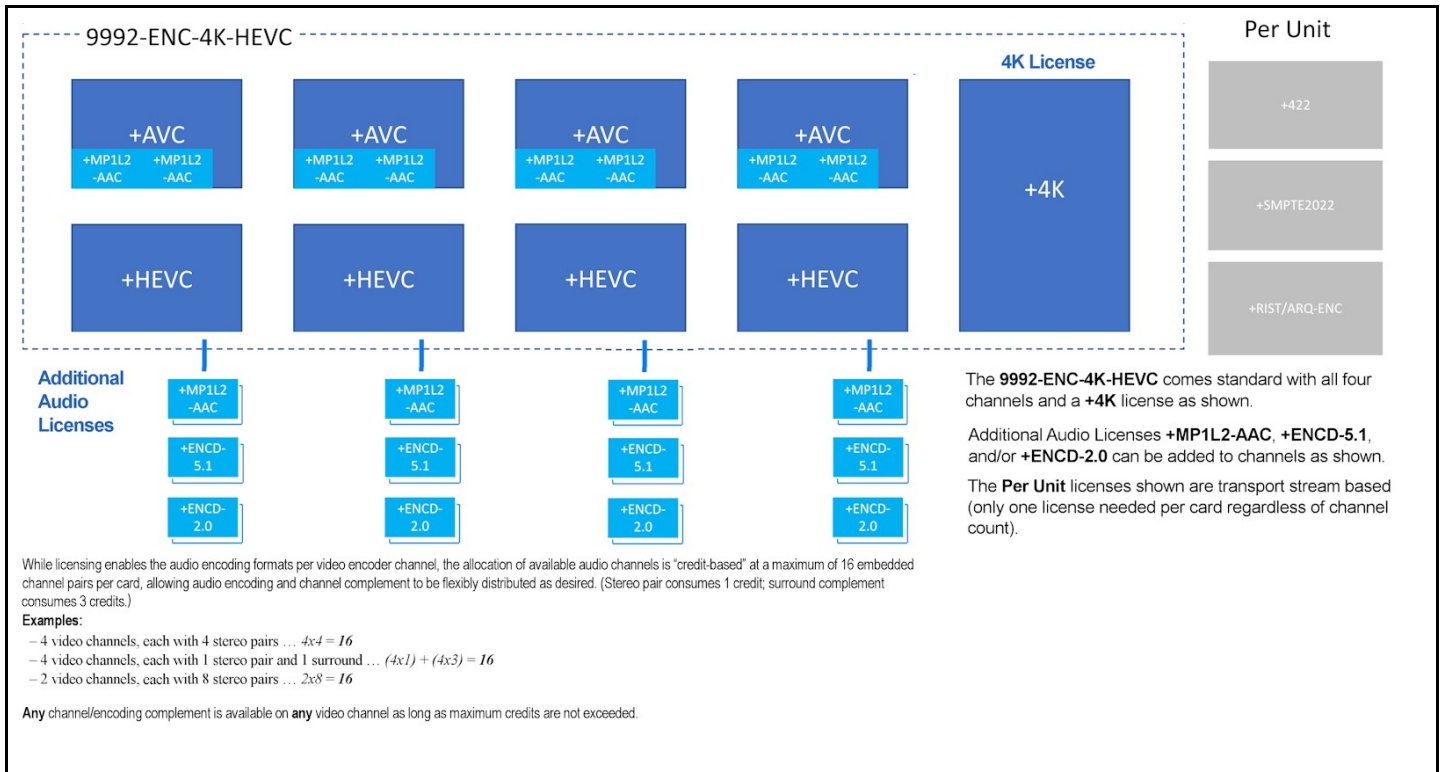 9992-ENC-4K-HEVC
Per Unit
4K License
+AVC
+MP1L2
-AAC
+MP1L2
-AAC
+AVC
+MP1L2
-AAC
+MP1L2
-AAC
+AVC
+MP1L2
-AAC
+MP1L2
-AAC
+AVC
+MP1L2
-AAC
+MP1L2
-AAC
+4K
+422
+SMPTE2022
+RIST/ARQ-ENC
+HEVC
+HEVC
+HEVC
+HEVC
Additional
Audio
Licenses
+MP1L2
-AAC
+ENCD-
5.1
+ENCD-
2.0
+MP1L2
-AAC
+ENCD-
5.1
+ENCD-
2.0
+MP1L2
-AAC
+ENCD-
5.1
+ENCD-
2.0
+MP1L2
-AAC
+ENCD-
5.1
+ENCD-
2.0
The 9992-ENC-4K-HEVC comes standard with all four
channels and a +4K license as shown.
Additional Audio Licenses +MP1L2-AAC, +ENCD-5.1,
and/or +ENCD-2.0 can be added to channels as shown.
The Per Unit licenses shown are transport stream based
(only one license needed per card regardless of channel
count).
While licensing enables the audio encoding formats per video encoder channel, the allocation of available audio channels is “credit-based” at a maximum of 16 embedded
channel pairs per card, allowing audio encoding and channel complement to be flexibly distributed as desired. (Stereo pair consumes 1 credit; surround complement
consumes 3 credits.)
Examples:
– 4 video channels, each with 4 stereo pairs … 4x4 = 16
– 4 video channels, each with 1 stereo pair and 1 surround … (4x1) + (4x3) = 16
– 2 video channels, each with 8 stereo pairs … 2x8 = 16
Any channel/encoding complement is available on any video channel as long as maximum credits are not exceeded.